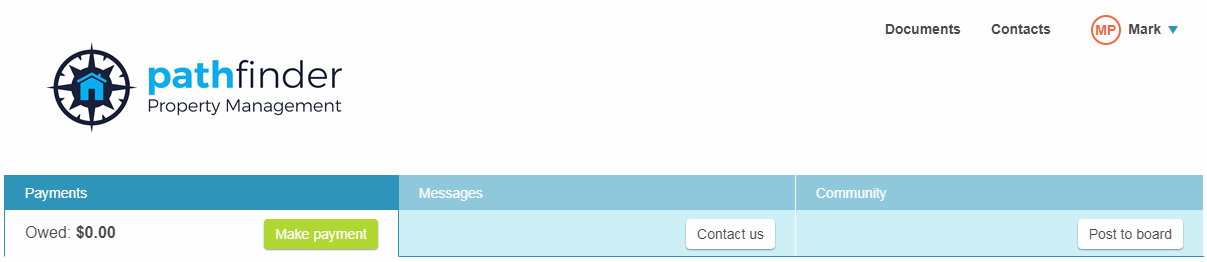 Documents Contacts MP Mark
pathfinder
Property Management
Payments Messages Community
Owed: $0.00 Make payment Contact us Post to board